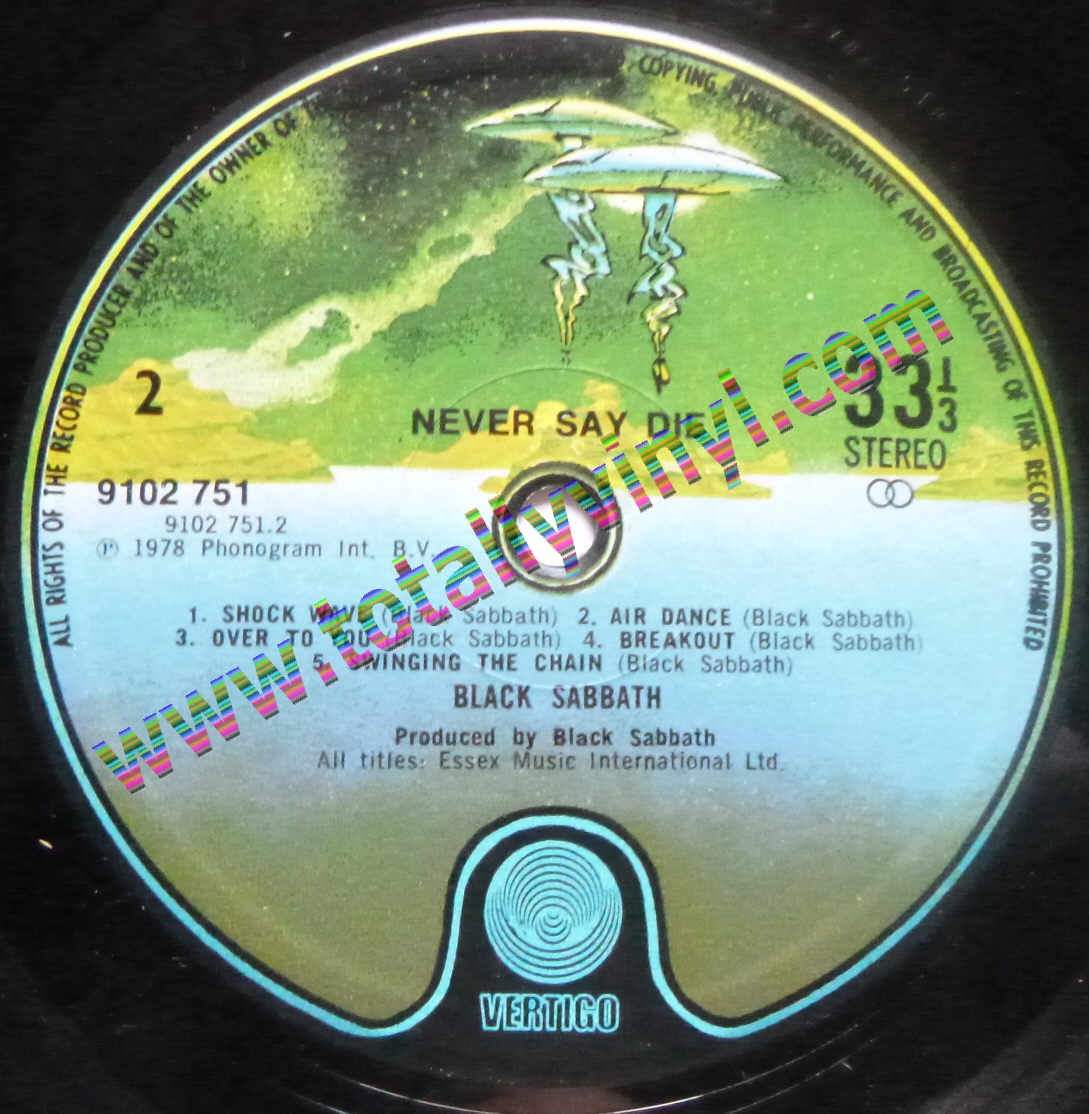 ALL RIGHTS OF THE RECORD PRODUCER AND OF THE OWNER OF
COPYING, PUBLIC PERFORMANCE AND BROADCASTING OF THIS RECORD PROHIBITED
2
NEVER SAY DIE
33 1/3
STEREO
9102 751
9102 751.2
Ⓟ 1978 Phonogram Int. B.V.
1. SHOCK WAVE (Black Sabbath) 2. AIR DANCE (Black Sabbath)
3. OVER TO YOU (Black Sabbath) 4. BREAKOUT (Black Sabbath)
5. SWINGING THE CHAIN (Black Sabbath)
BLACK SABBATH
Produced by Black Sabbath
All titles: Essex Music International Ltd.
VERTIGO
www.totallyvinyl.com